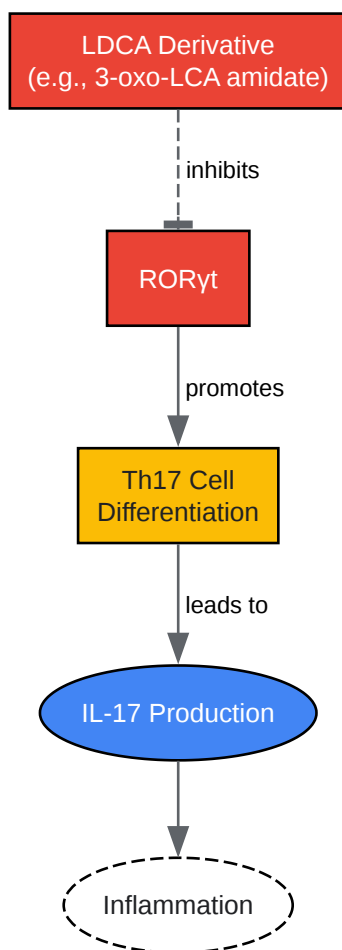 LDCA Derivative
(e.g., 3-oxo-LCA amidate)
inhibits
RORγt
promotes
Th17 Cell
Differentiation
leads to
IL-17 Production
Inflammation